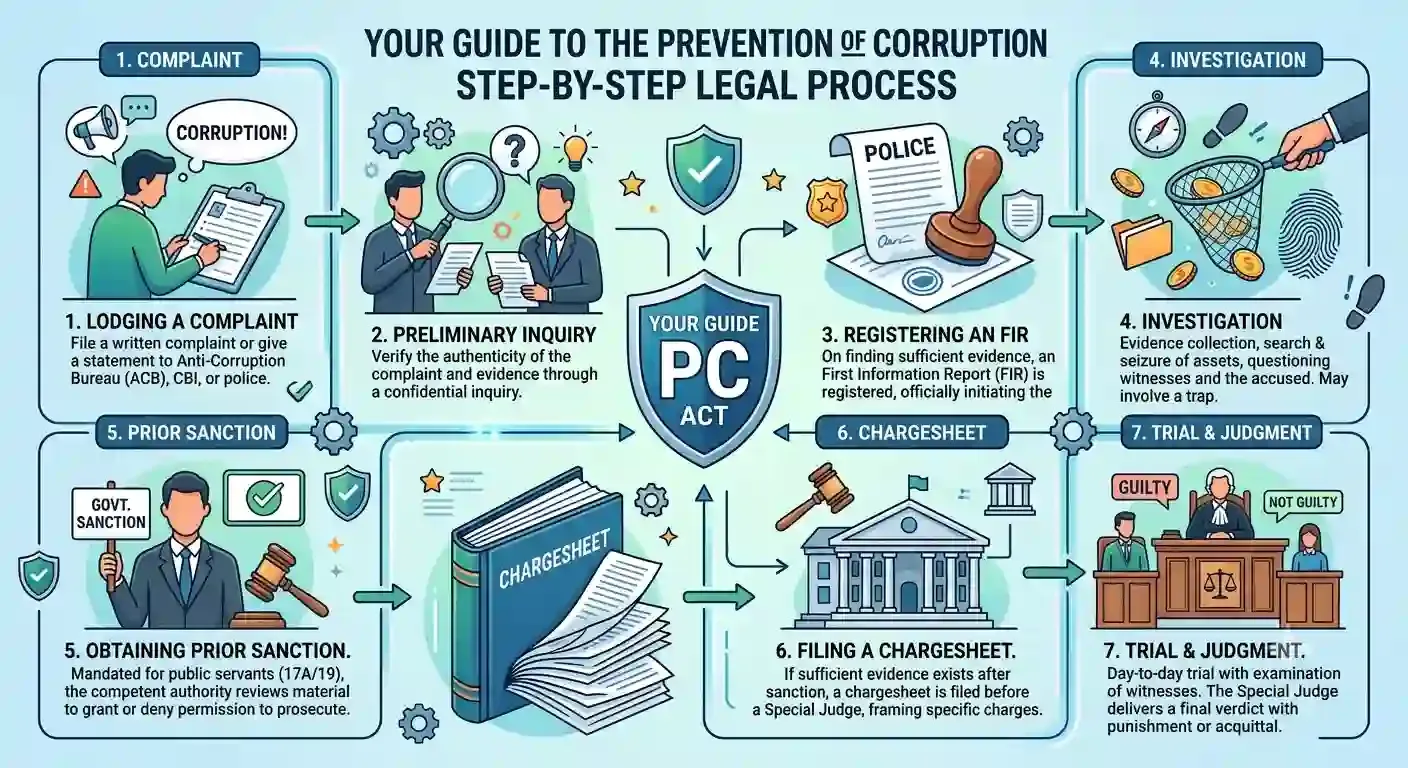 YOUR GUIDE TO THE PREVENTION OF CORRUPTION
STEP-BY-STEP LEGAL PROCESS
1. COMPLAINT
CORRUPTION!
1. LODGING A COMPLAINT
File a written complaint or give
a statement to Anti-Corruption
Bureau (ACB), CBI, or police.
?
2. PRELIMINARY INQUIRY
Verify the authenticity of the
complaint and evidence through
a confidential inquiry.
YOUR GUIDE
PC
ACT
POLICE
3. REGISTERING AN FIR
On finding sufficient evidence, an
First Information Report (FIR) is
registered, officially initiating the
4. INVESTIGATION
$
$
!
4. INVESTIGATION
Evidence collection, search &
seizure of assets, questioning
witnesses and the accused. May
involve a trap.
5. PRIOR SANCTION
GOVT.
SANCTION
5. OBTAINING PRIOR SANCTION.
Mandated for public servants (17A/19),
the competent authority reviews material
to grant or deny permission to prosecute.
CHARGESHEET
6. CHARGESHEET
6. FILING A CHARGESHEET.
If sufficient evidence exists after
sanction, a chargesheet is filed before
a Special Judge, framing specific charges.
7. TRIAL & JUDGMENT
GUILTY
NOT GUILTY
7. TRIAL & JUDGMENT.
Day-to-day trial with examination
of witnesses. The Special Judge
delivers a final verdict with
punishment or acquittal.